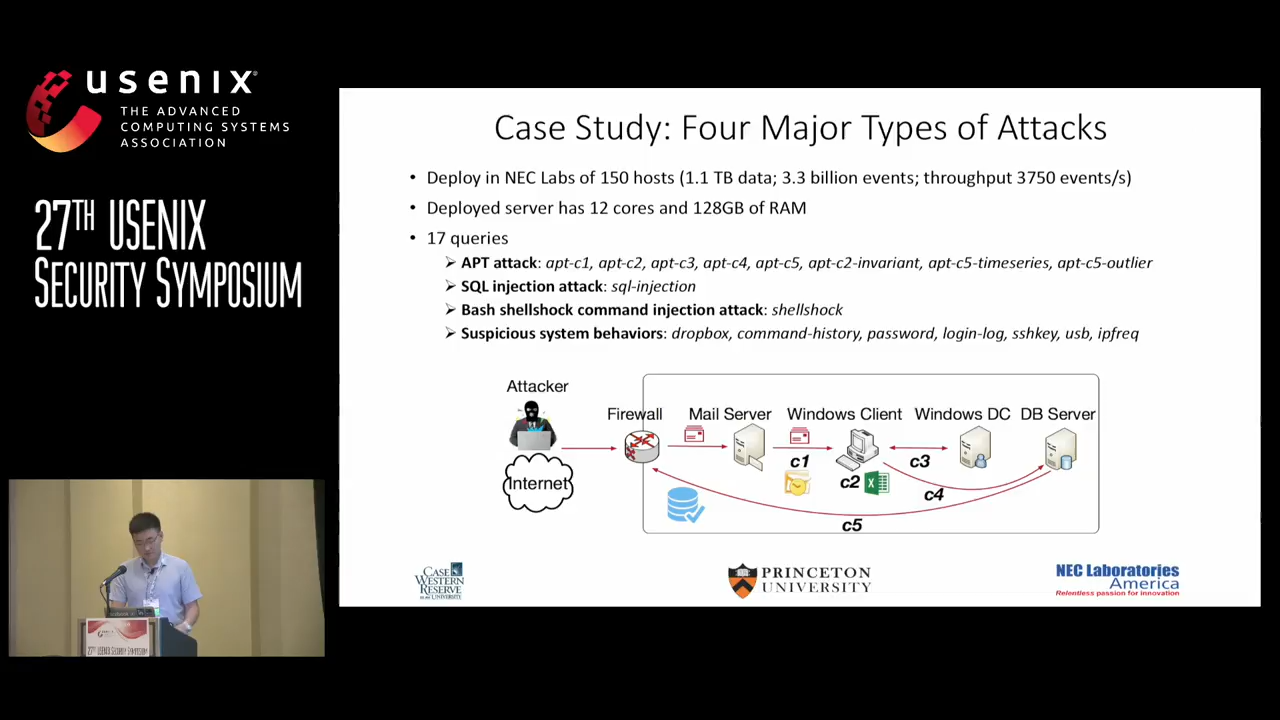 usenix
THE ADVANCED
COMPUTING SYSTEMS
ASSOCIATION
27TH USENIX
SECURITY SYMPOSIUM
Case Study: Four Major Types of Attacks
• Deploy in NEC Labs of 150 hosts (1.1 TB data; 3.3 billion events; throughput 3750 events/s)
• Deployed server has 12 cores and 128GB of RAM
• 17 queries
➢ APT attack: apt-c1, apt-c2, apt-c3, apt-c4, apt-c5, apt-c2-invariant, apt-c5-timeseries, apt-c5-outlier
➢ SQL injection attack: sql-injection
➢ Bash shellshock command injection attack: shellshock
➢ Suspicious system behaviors: dropbox, command-history, password, login-log, sshkey, usb, ipfreq
Attacker
Firewall Mail Server Windows Client Windows DC DB Server
Internet
c1
c2
c3
c4
c5
CASE
WESTERN
RESERVE
UNIVERSITY
PRINCETON
UNIVERSITY
NEC Laboratories
America
Relentless passion for innovation
27TH USENIX SECURITY SYMPOSIUM